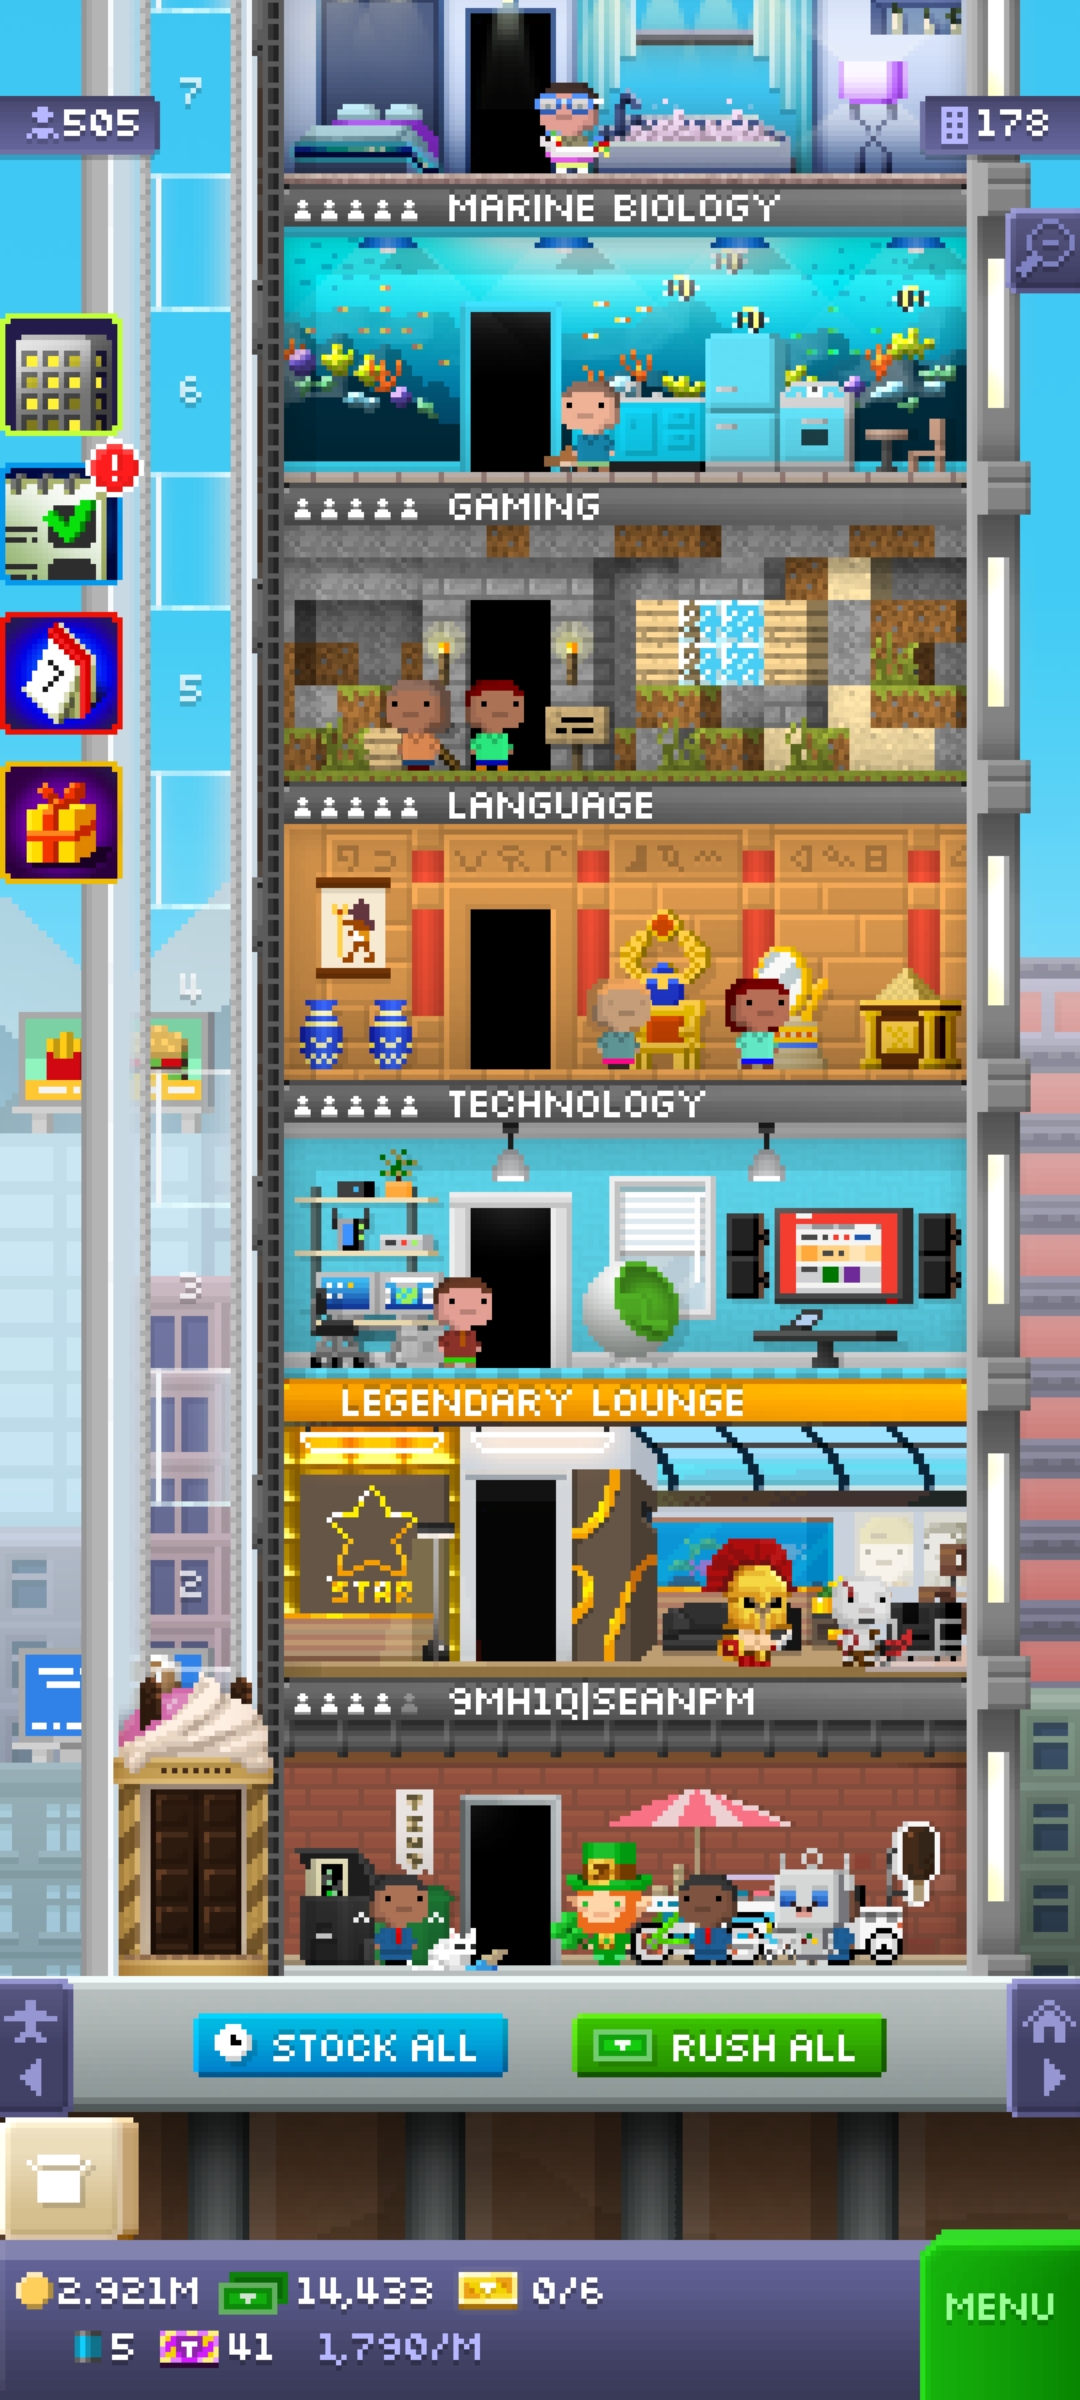 7
505
178
MARINE BIOLOGY
6
GAMING
5
LANGUAGE
4
TECHNOLOGY
3
LEGENDARY LOUNGE
STAR
2
9MH1Q|SEANPM
TINY
STOCK ALL
RUSH ALL
2.921M
14,433
0/6
5
41
1,790/M
MENU